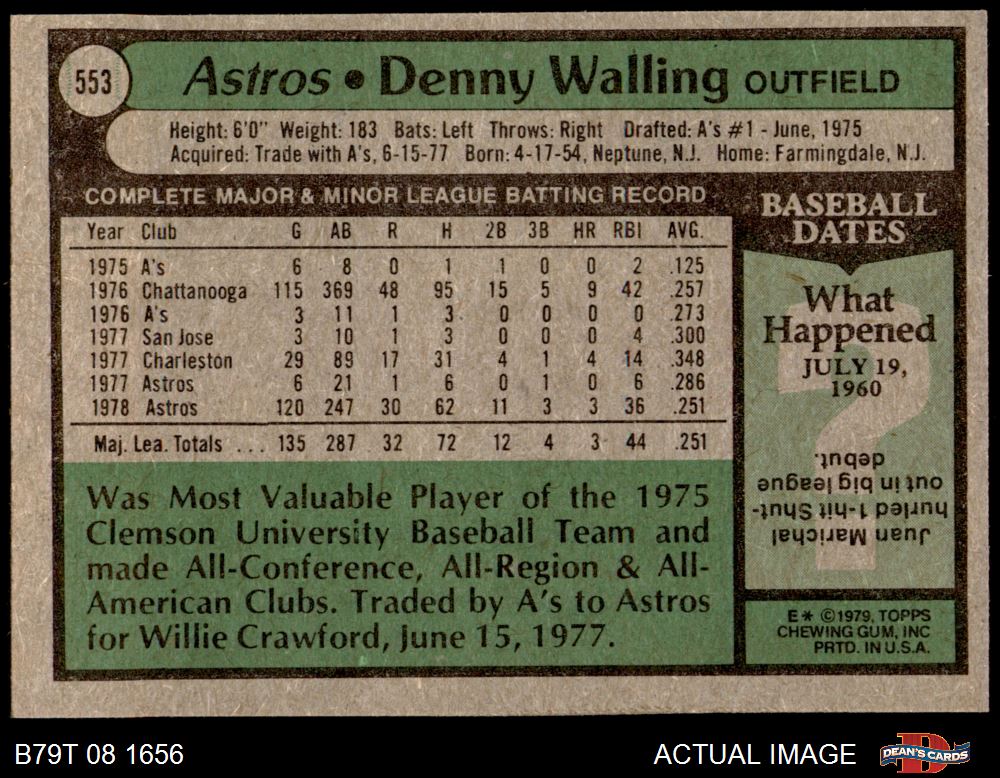 553
Astros • Denny Walling OUTFIELD
Height: 6'0" Weight: 183 Bats: Left Throws: Right Drafted: A's #1 - June, 1975
Acquired: Trade with A's, 6-15-77 Born: 4-17-54, Neptune, N.J. Home: Farmingdale, N.J.
COMPLETE MAJOR & MINOR LEAGUE BATTING RECORD
Year Club G AB R H 2B 3B HR RBI AVG.
1975 A's 6 8 0 1 1 0 0 2 .125
1976 Chattanooga 115 369 48 95 15 5 9 42 .257
1976 A's 3 11 1 3 0 0 0 0 .273
1977 San Jose 3 10 1 3 0 0 0 4 .300
1977 Charleston 29 89 17 31 4 1 4 14 .348
1977 Astros 6 21 1 6 0 1 0 6 .286
1978 Astros 120 247 30 62 11 3 3 36 .251
Maj. Lea. Totals ... 135 287 32 72 12 4 3 44 .251
Was Most Valuable Player of the 1975
Clemson University Baseball Team and
made All-Conference, All-Region & All-
American Clubs. Traded by A's to Astros
for Willie Crawford, June 15, 1977.
BASEBALL
DATES
What
Happened
JULY 19,
1960
?
Juan Marichal
hurled 1-hit Shut-
out in big league
debut.
E* ©1979, TOPPS
CHEWING GUM, INC
PRTD. IN U.S.A.
B79T 08 1656
ACTUAL IMAGE
D
DEAN'S CARDS